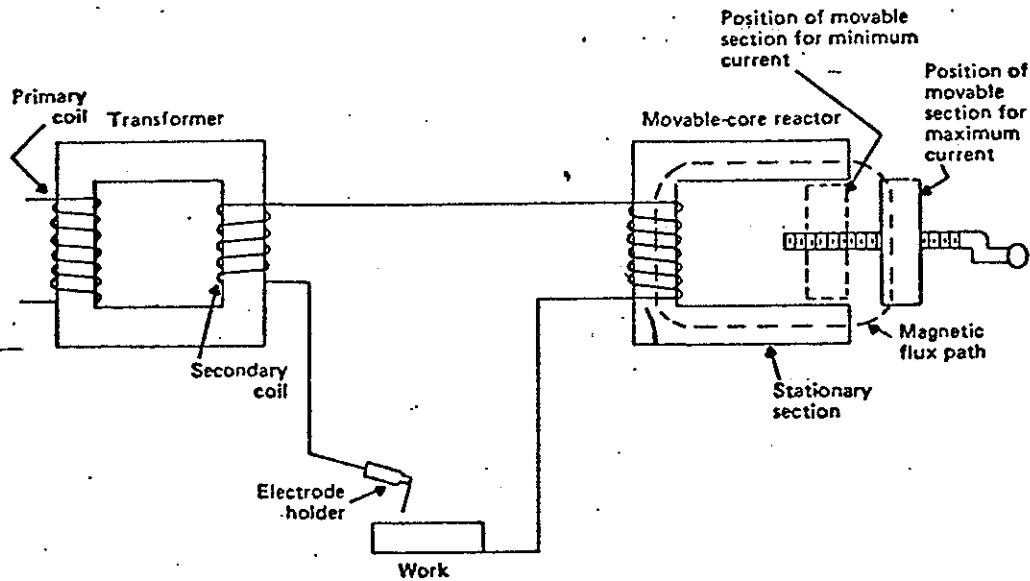 Position of movable
section for minimum
current
Position of
movable
section for
maximum
current
Primary
coil
Transformer
Movable-core reactor
Magnetic
flux path
Secondary
coil
Stationary
section
Electrode
holder
Work